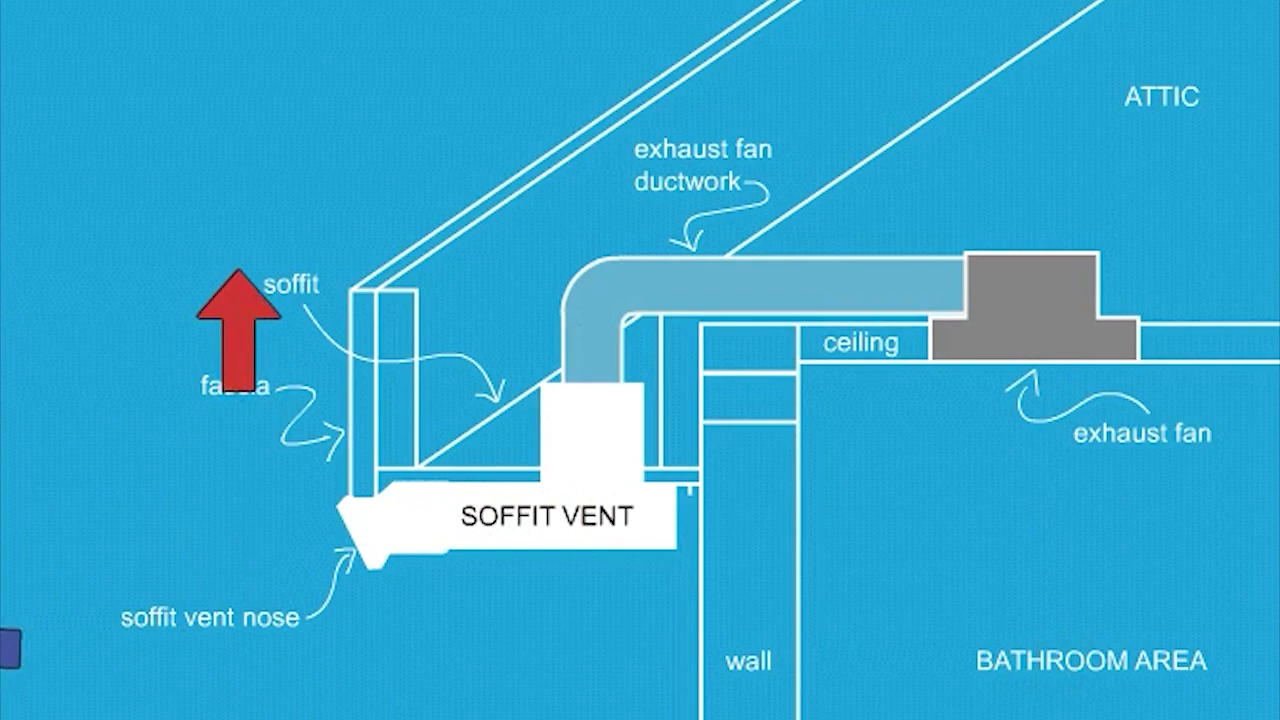 ATTIC
exhaust fan
ductwork
soffit
ceiling
exhaust fan
SOFFIT VENT
soffit vent nose
wall
BATHROOM AREA